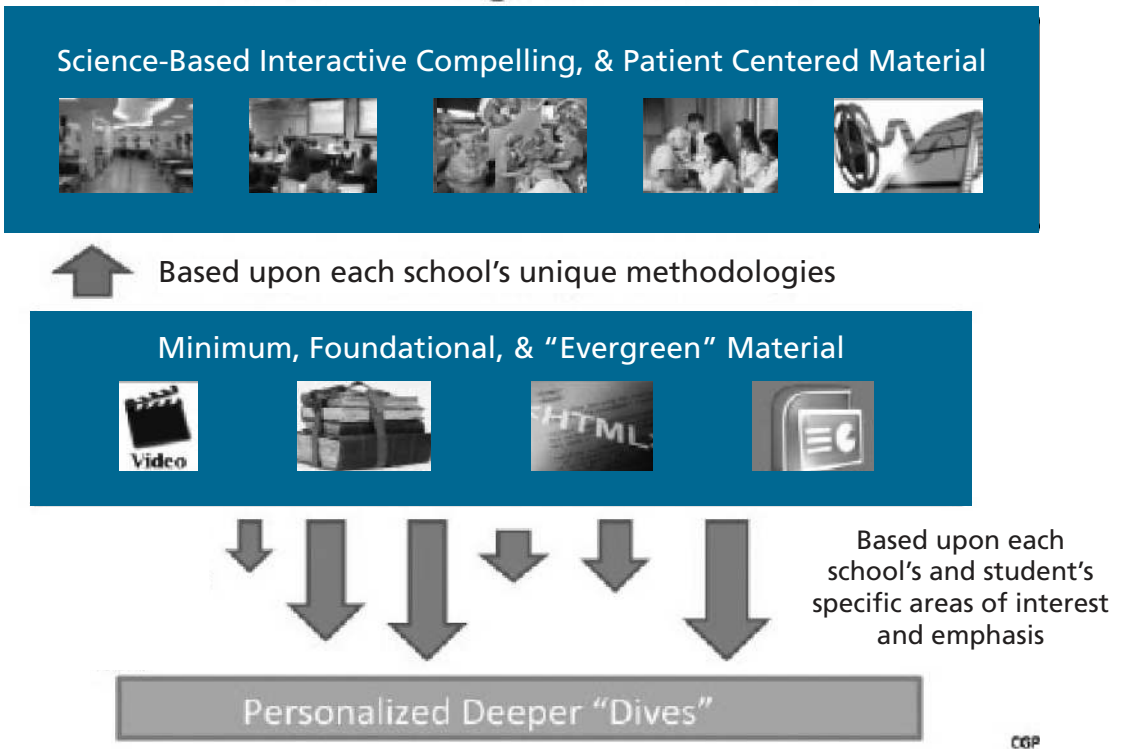 Science-Based Interactive Compelling, & Patient Centered Material
Based upon each school's unique methodologies
Minimum, Foundational, & “Evergreen” Material
Video
<HTML>
Based upon each
school's and student's
specific areas of interest
and emphasis
Personalized Deeper “Dives”
CGP